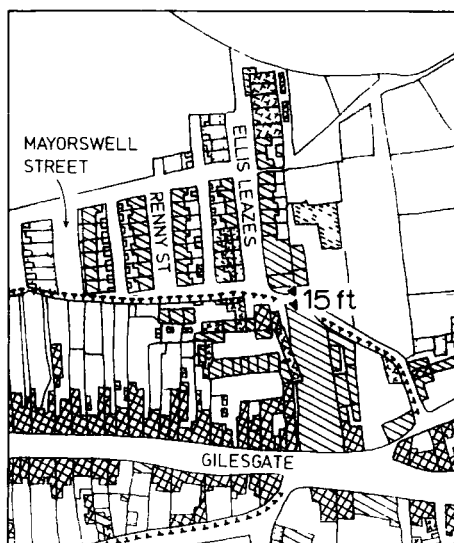 MAYORSWELL
STREET
RENNY ST
ELLIS LEAZES
15 ft
GILESGATE